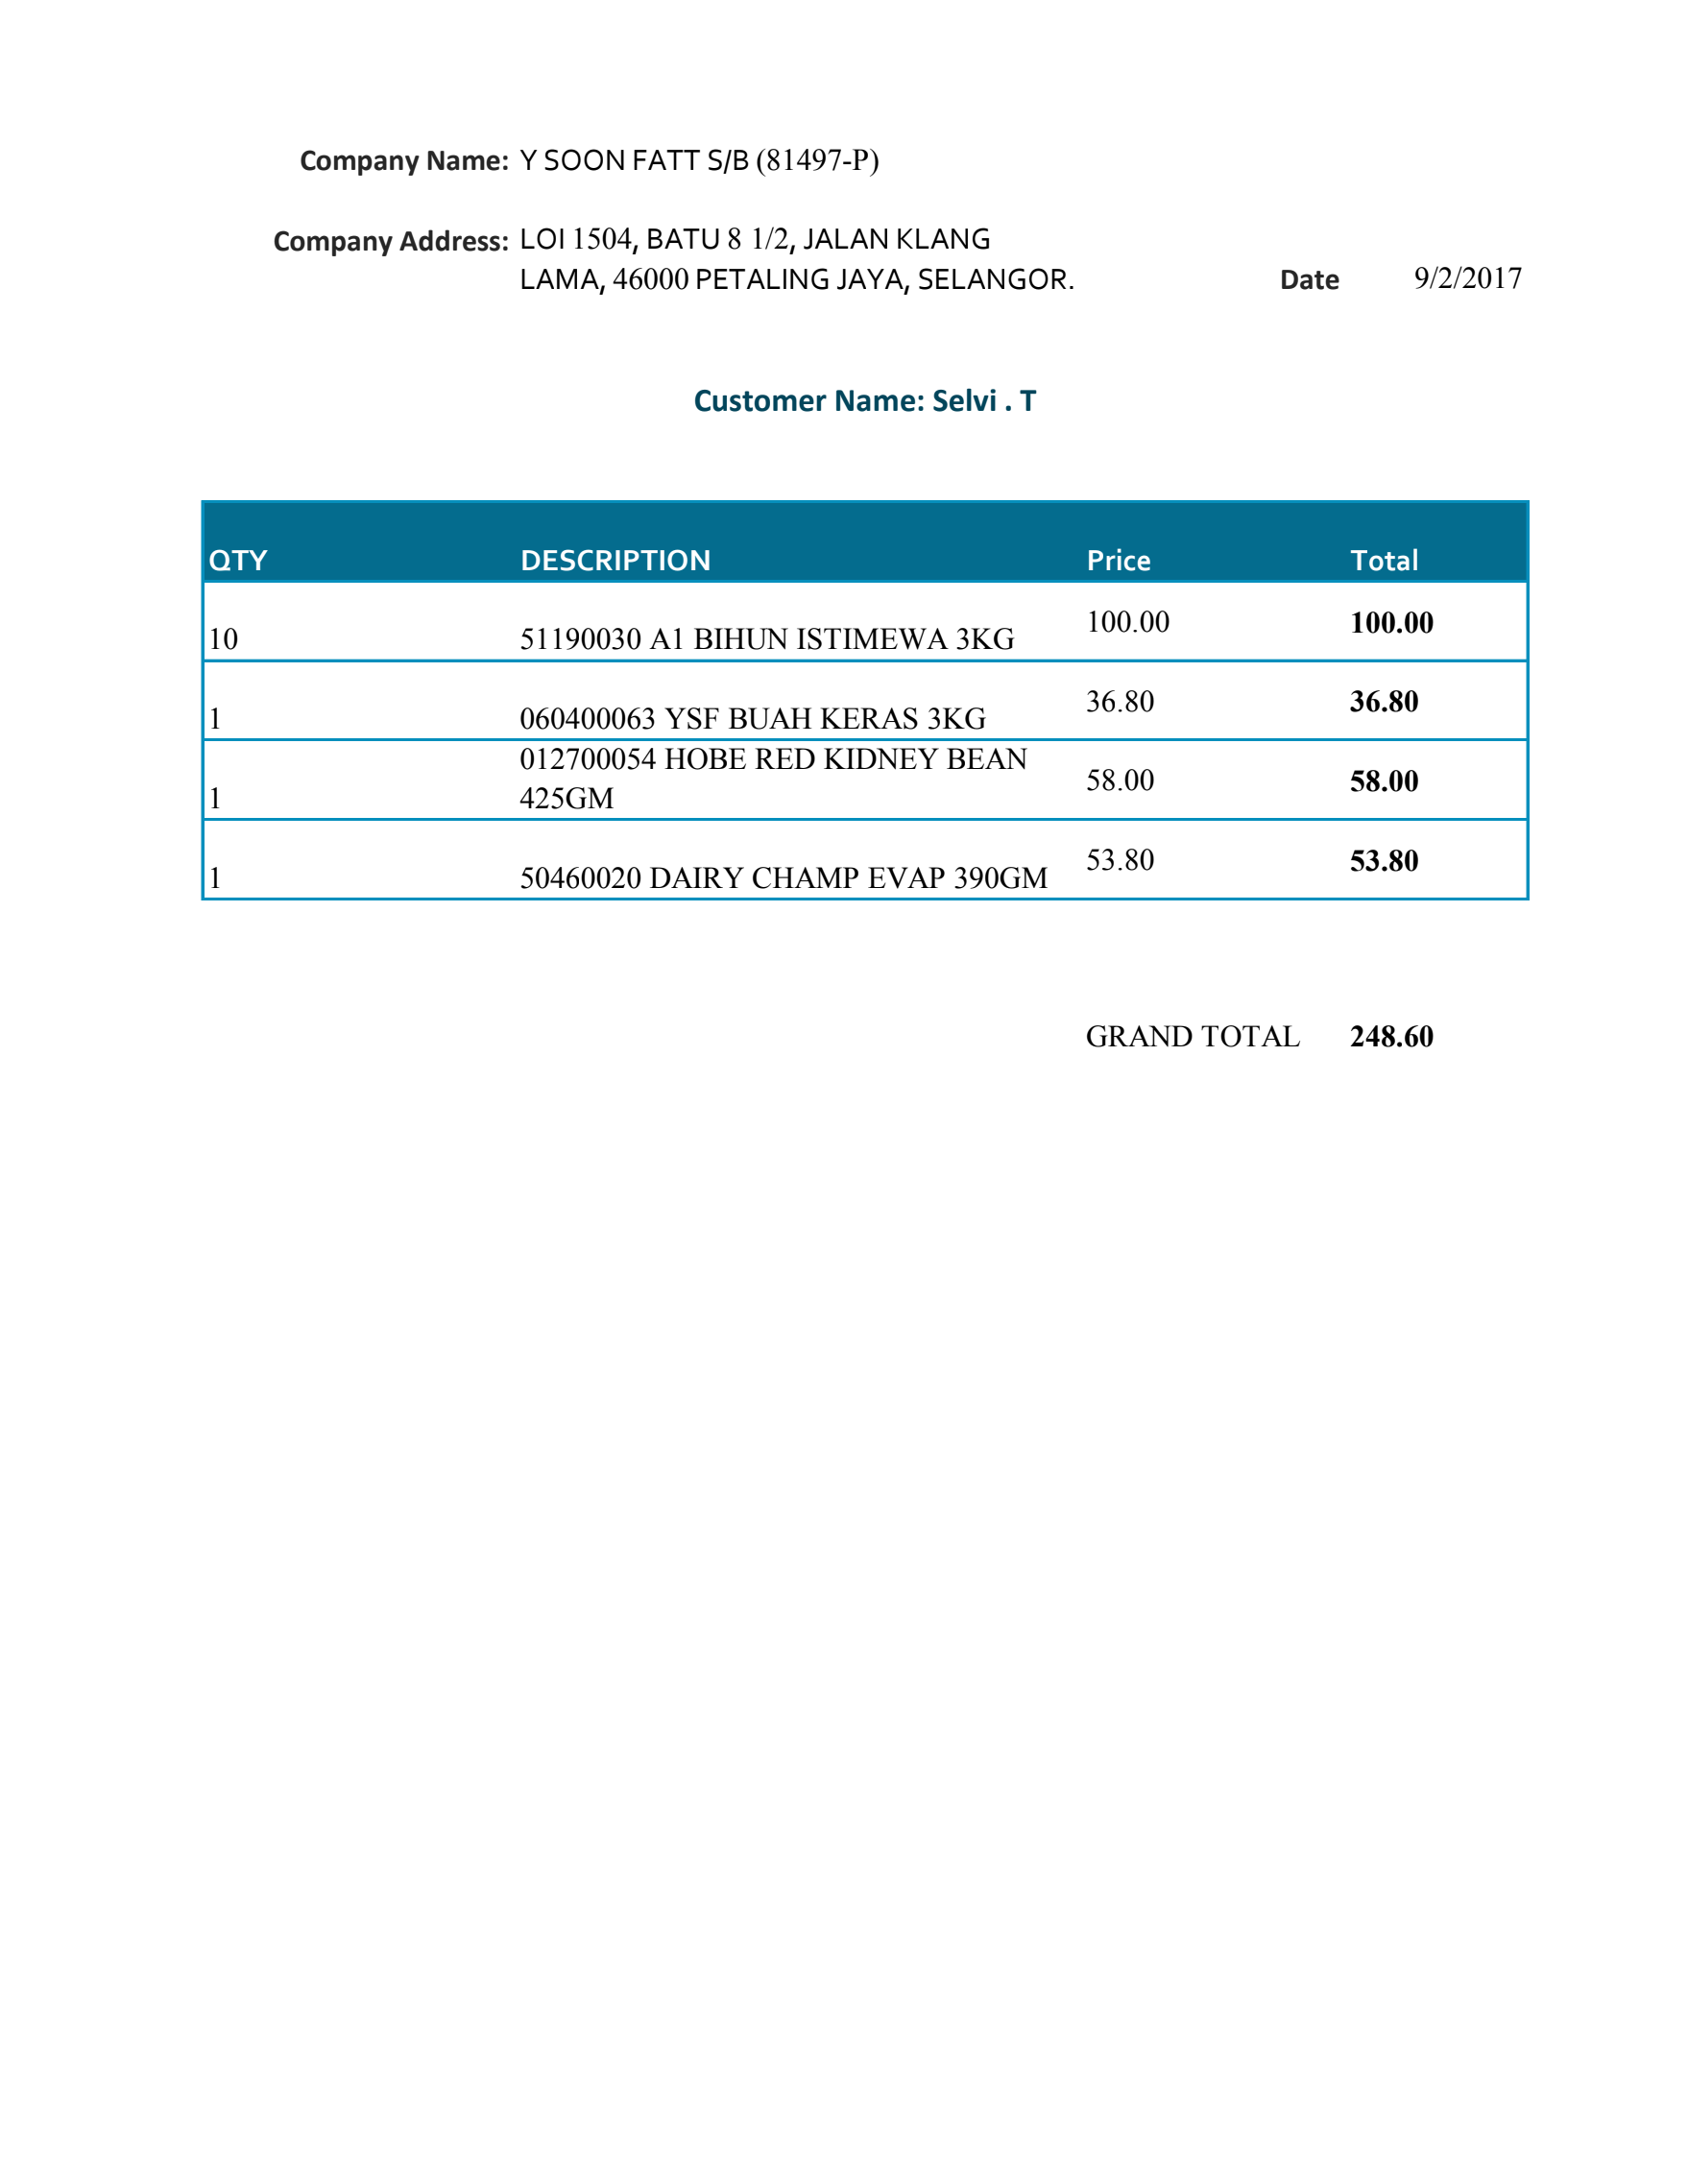 Company Name: Y SOON FATT S/B (81497-P)
Company Address: LOI 1504, BATU 8 1/2, JALAN KLANG
LAMA, 46000 PETALING JAYA, SELANGOR. Date 9/2/2017
Customer Name: Selvi . T
QTY DESCRIPTION Price Total
10 51190030 A1 BIHUN ISTIMEWA 3KG 100.00 100.00
1 060400063 YSF BUAH KERAS 3KG 36.80 36.80
012700054 HOBE RED KIDNEY BEAN
1 425GM 58.00 58.00
1 50460020 DAIRY CHAMP EVAP 390GM 53.80 53.80
GRAND TOTAL 248.60